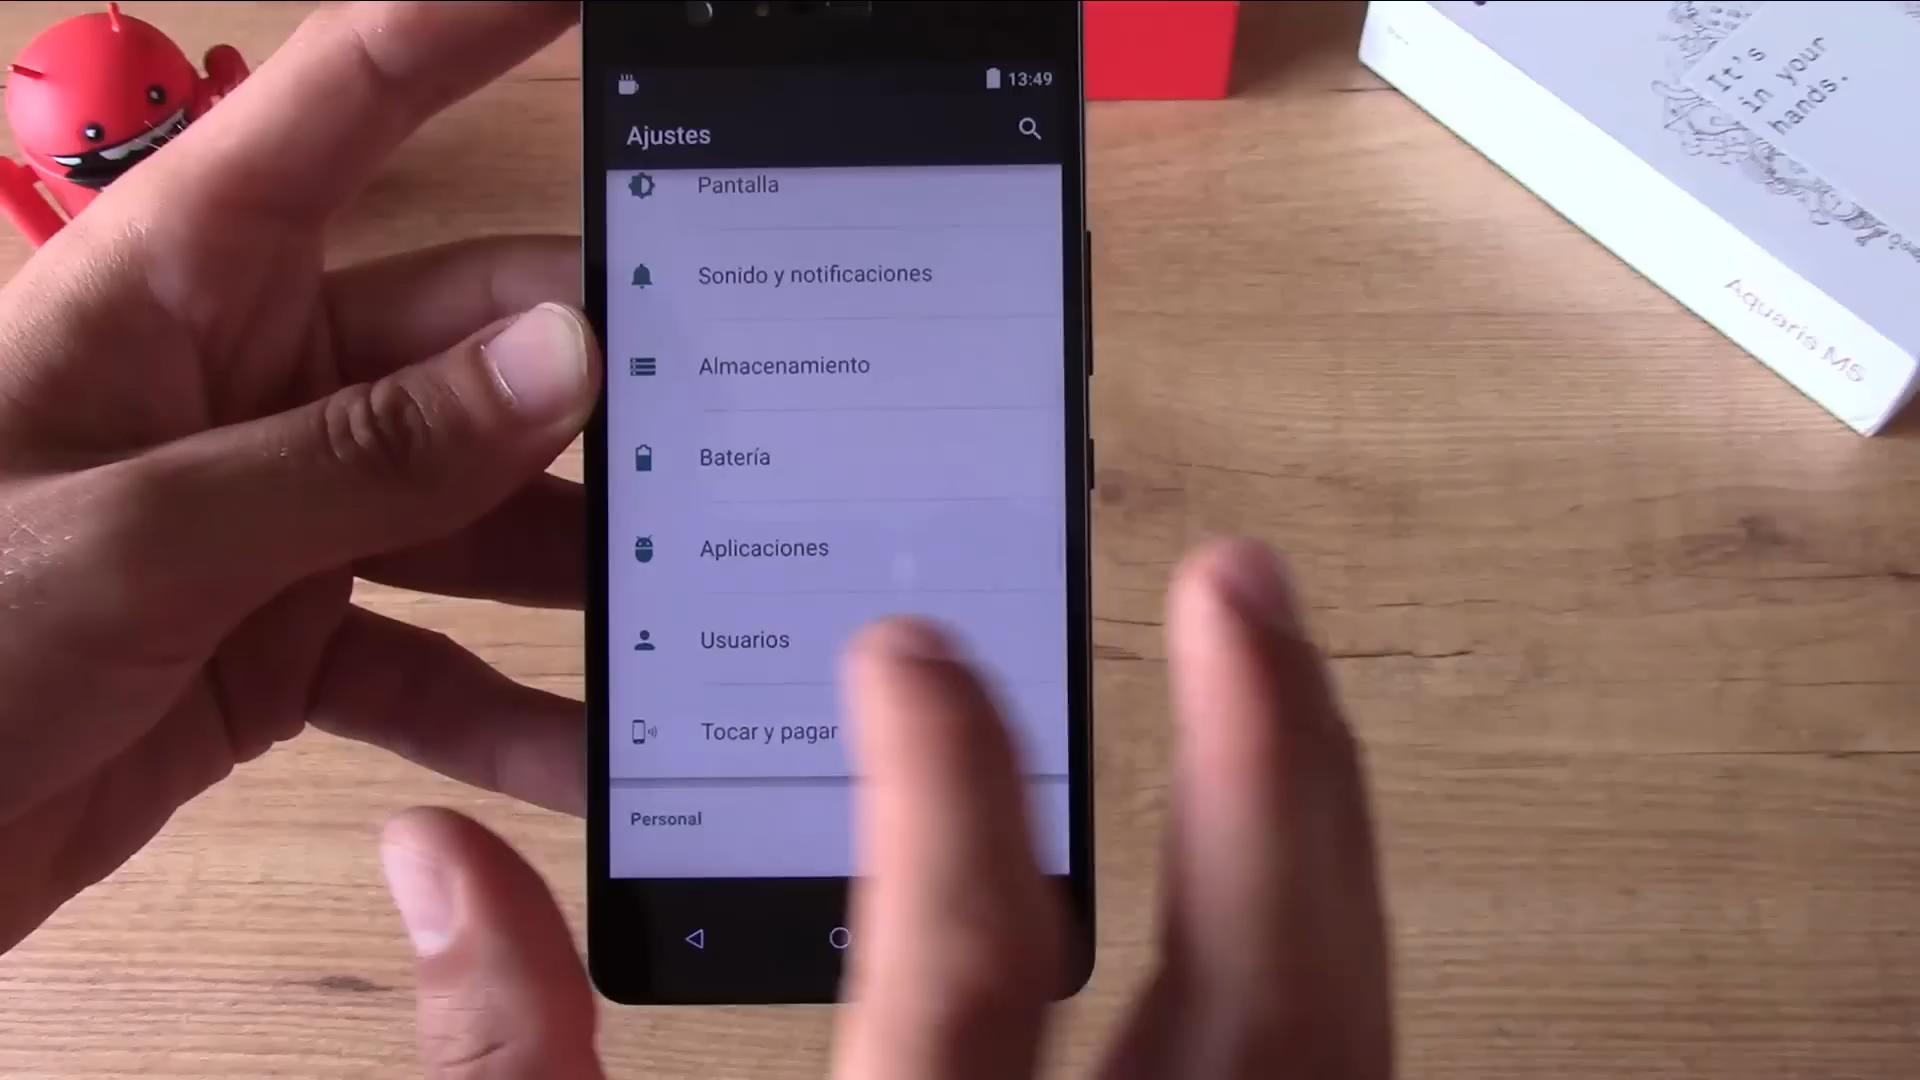 13:49
Ajustes
Pantalla
Sonido y notificaciones
Almacenamiento
Batería
Aplicaciones
Usuarios
Tocar y pagar
Personal
It's
in your
hands.
Aquaris M5